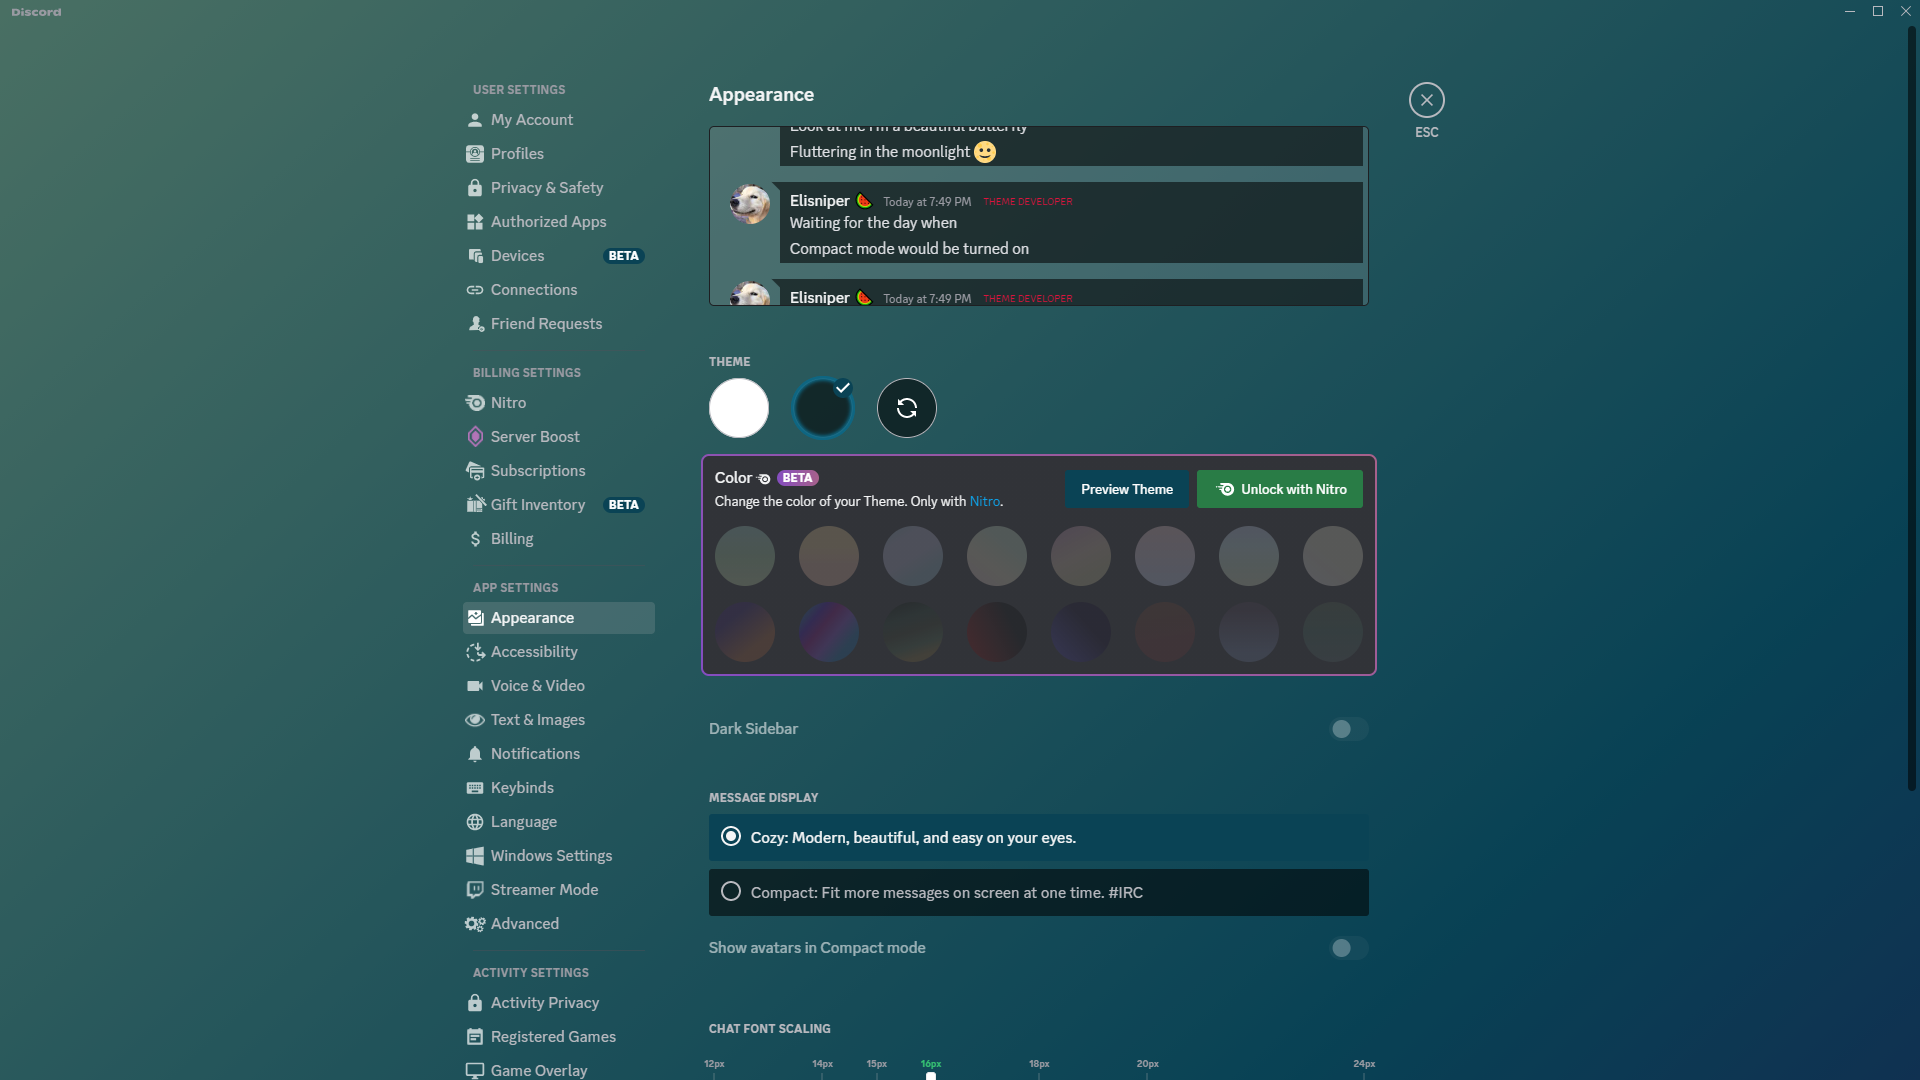 Discord
USER SETTINGS
My Account
Profiles
Privacy & Safety
Authorized Apps
Devices BETA
Connections
Friend Requests
BILLING SETTINGS
Nitro
Server Boost
Subscriptions
Gift Inventory BETA
Billing
APP SETTINGS
Appearance
Accessibility
Voice & Video
Text & Images
Notifications
Keybinds
Language
Windows Settings
Streamer Mode
Advanced
ACTIVITY SETTINGS
Activity Privacy
Registered Games
Game Overlay
Appearance
Look at me I'm a beautiful butterfly
Fluttering in the moonlight
Elisniper Today at 7:49 PM THEME DEVELOPER
Waiting for the day when
Compact mode would be turned on
Elisniper Today at 7:49 PM THEME DEVELOPER
THEME
Color BETA
Change the color of your Theme. Only with Nitro.
Preview Theme
Unlock with Nitro
Dark Sidebar
MESSAGE DISPLAY
Cozy: Modern, beautiful, and easy on your eyes.
Compact: Fit more messages on screen at one time. #IRC
Show avatars in Compact mode
CHAT FONT SCALING
12px 14px 15px 16px 18px 20px 24px
ESC